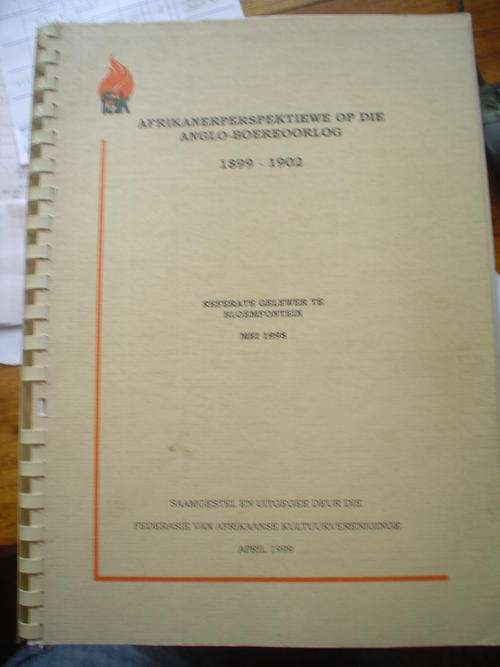 FAK
AFRIKANERPERSPEKTIEWE OP DIE
ANGLO-BOEREOORLOG
1899 - 1902
REFERATE GELEWER TE
BLOEMFONTEIN
MEI 1998
SAAMGESTEL EN UITGEGEE DEUR DIE
FEDERASIE VAN AFRIKAANSE KULTUURVERENIGINGE
APRIL 1999